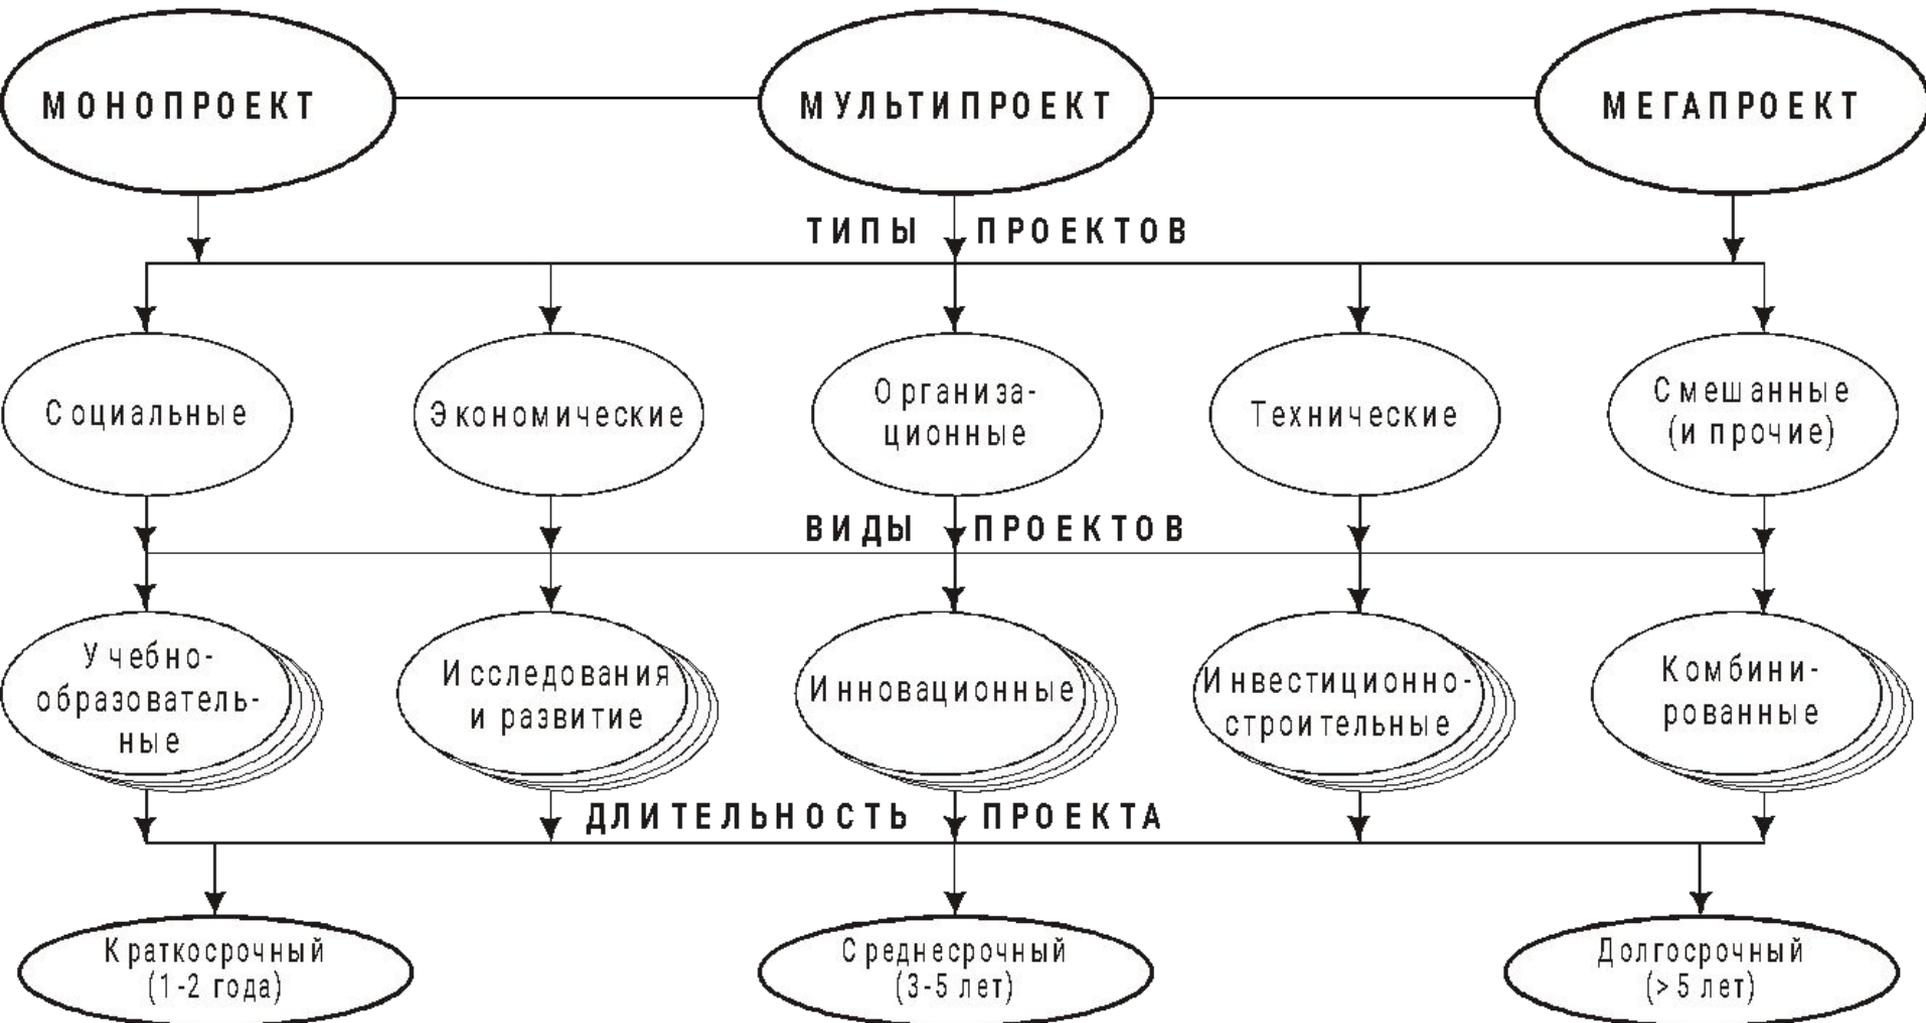 МОНОПРОЕКТ
МУЛЬТИПРОЕКТ
МЕГАПРОЕКТ
ТИПЫ ПРОЕКТОВ
Социальные
Экономические
Организа-
ционные
Технические
Смешанные
(и прочие)
ВИДЫ ПРОЕКТОВ
Учебно-
образователь-
ные
Исследования
и развитие
Инновационные
Инвестиционно-
строительные
Комбини-
рованные
ДЛИТЕЛЬНОСТЬ ПРОЕКТА
Краткосрочный
(1-2 года)
Среднесрочный
(3-5 лет)
Долгосрочный
(>5 лет)